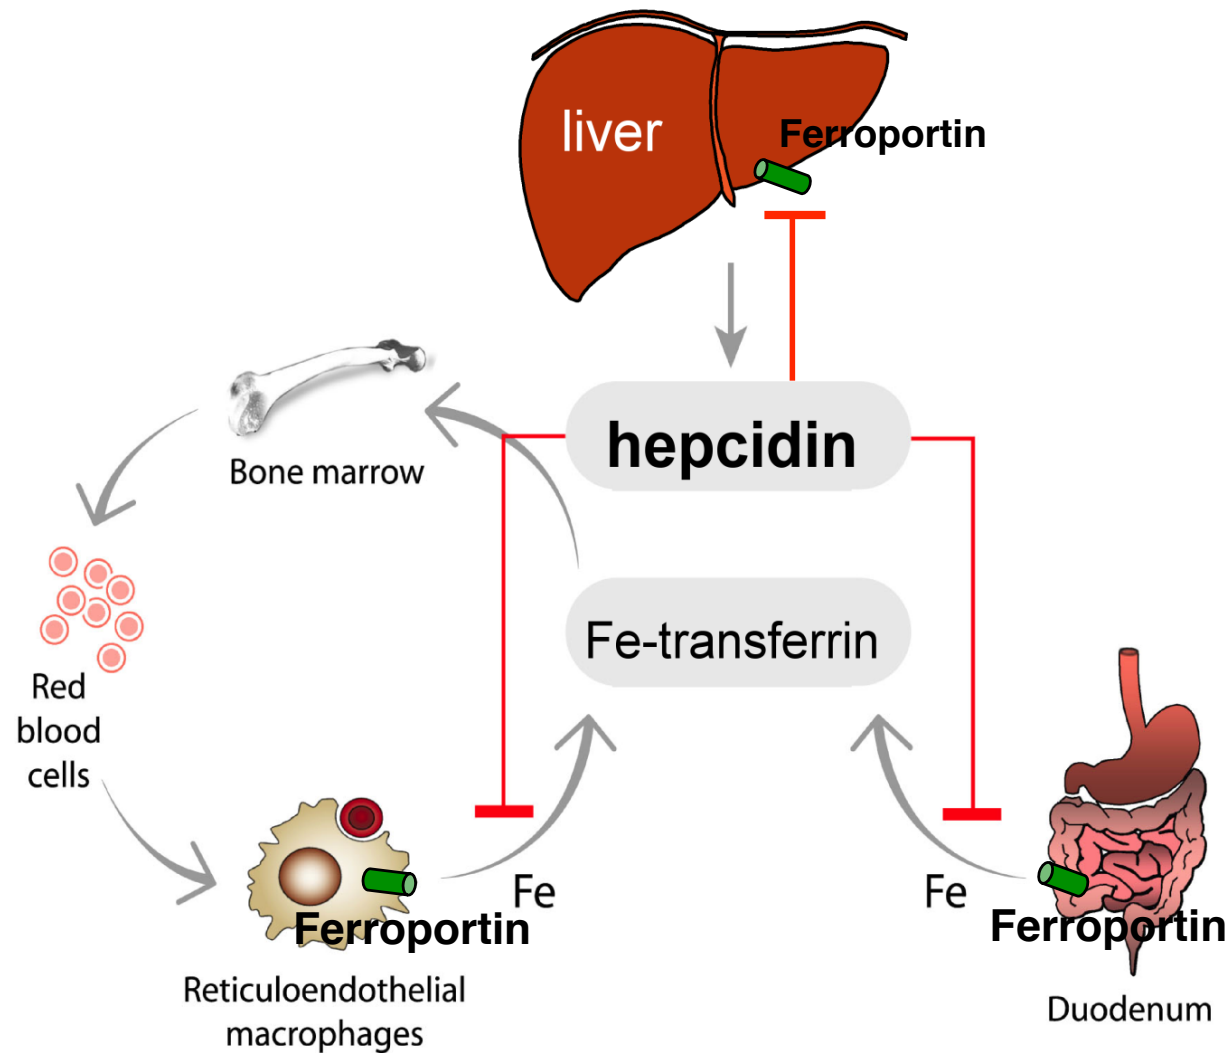 liver
Ferroportin
hepcidin
Bone marrow
Fe-transferrin
Red
blood
cells
Fe
Fe
Ferroportin
Ferroportin
Reticuloendothelial
macrophages
Duodenum